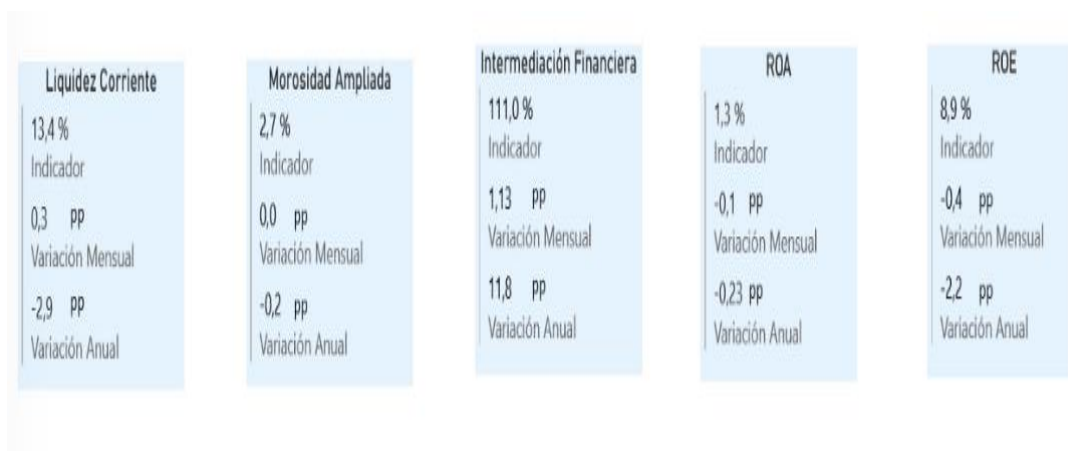 Liquidez Corriente
13,4 %
Indicador
0,3 pp
Variación Mensual
-2,9 pp
Variación Anual
Morosidad Ampliada
2,7 %
Indicador
0,0 pp
Variación Mensual
-0,2 pp
Variación Anual
Intermediación Financiera
111,0 %
Indicador
1,13 pp
Variación Mensual
11,8 pp
Variación Anual
ROA
1,3 %
Indicador
-0,1 pp
Variación Mensual
-0,23 pp
Variación Anual
ROE
8,9 %
Indicador
-0,4 pp
Variación Mensual
-2,2 pp
Variación Anual